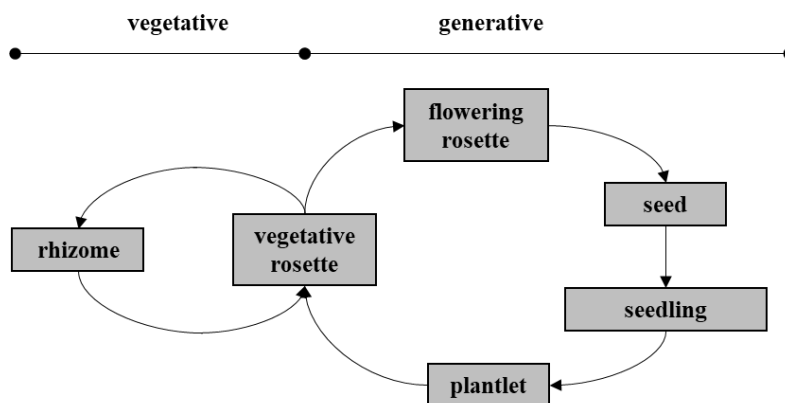 vegetative
generative
flowering
rosette
seed
rhizome
vegetative
rosette
seedling
plantlet